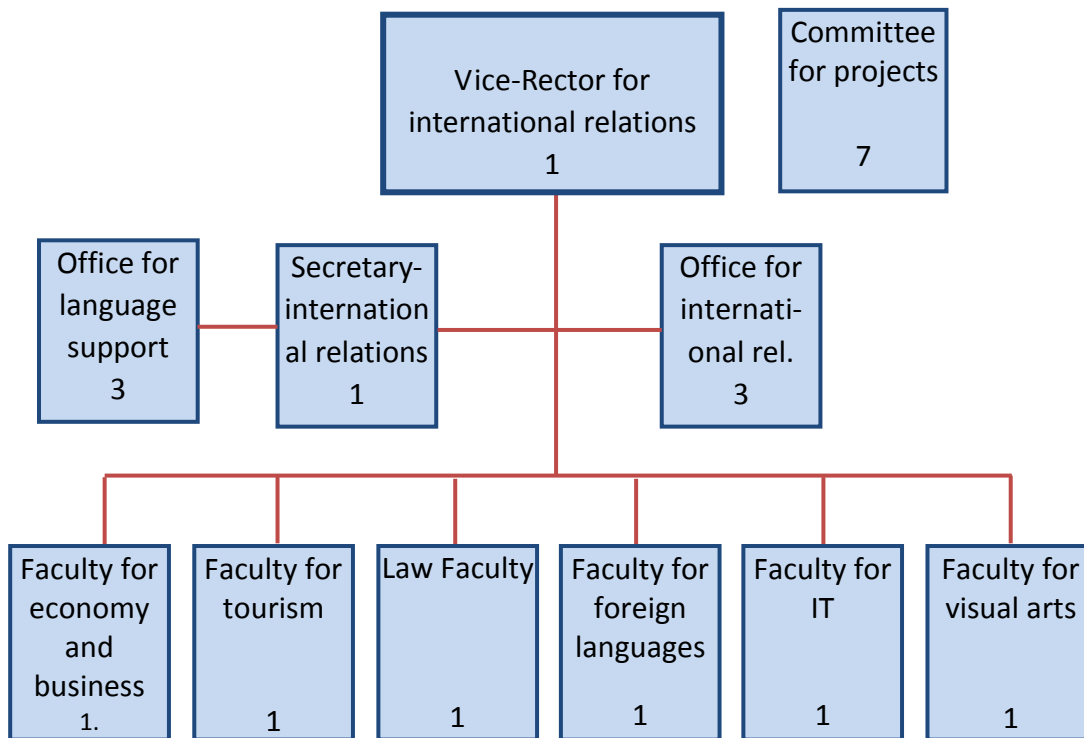 Vice-Rector for
international relations
1
Committee
for projects
7
Office for
language
support
3
Secretary-
internation
al relations
1
Office for
internati-
onal rel.
3
Faculty for
economy
and
business
1.
Faculty for
tourism
1
Law Faculty
1
Faculty for
foreign
languages
1
Faculty for
IT
1
Faculty for
visual arts
1